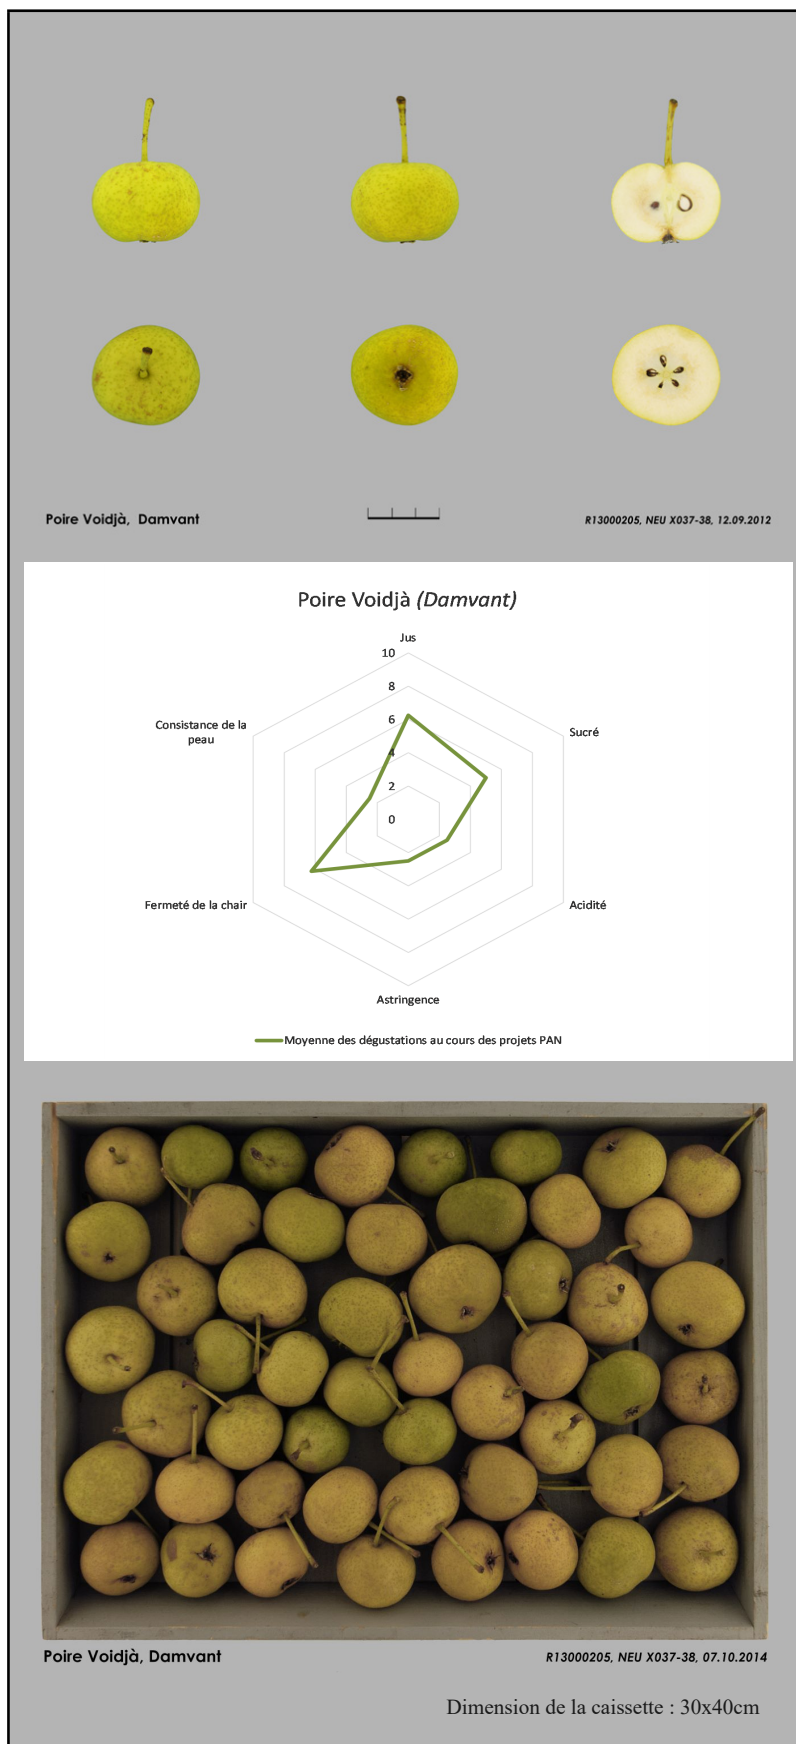 Poire Voidjà, Damvant
R13000205, NEU X037-38, 12.09.2012
Poire Voidjà (Damvant)
Jus
10
8
6
4
2
0
Sucré
Acidité
Astringence
Fermeté de la chair
Consistance de la
peau
Moyenne des dégustations au cours des projets PAN
Poire Voidjà, Damvant
R13000205, NEU X037-38, 07.10.2014
Dimension de la caissette : 30x40cm